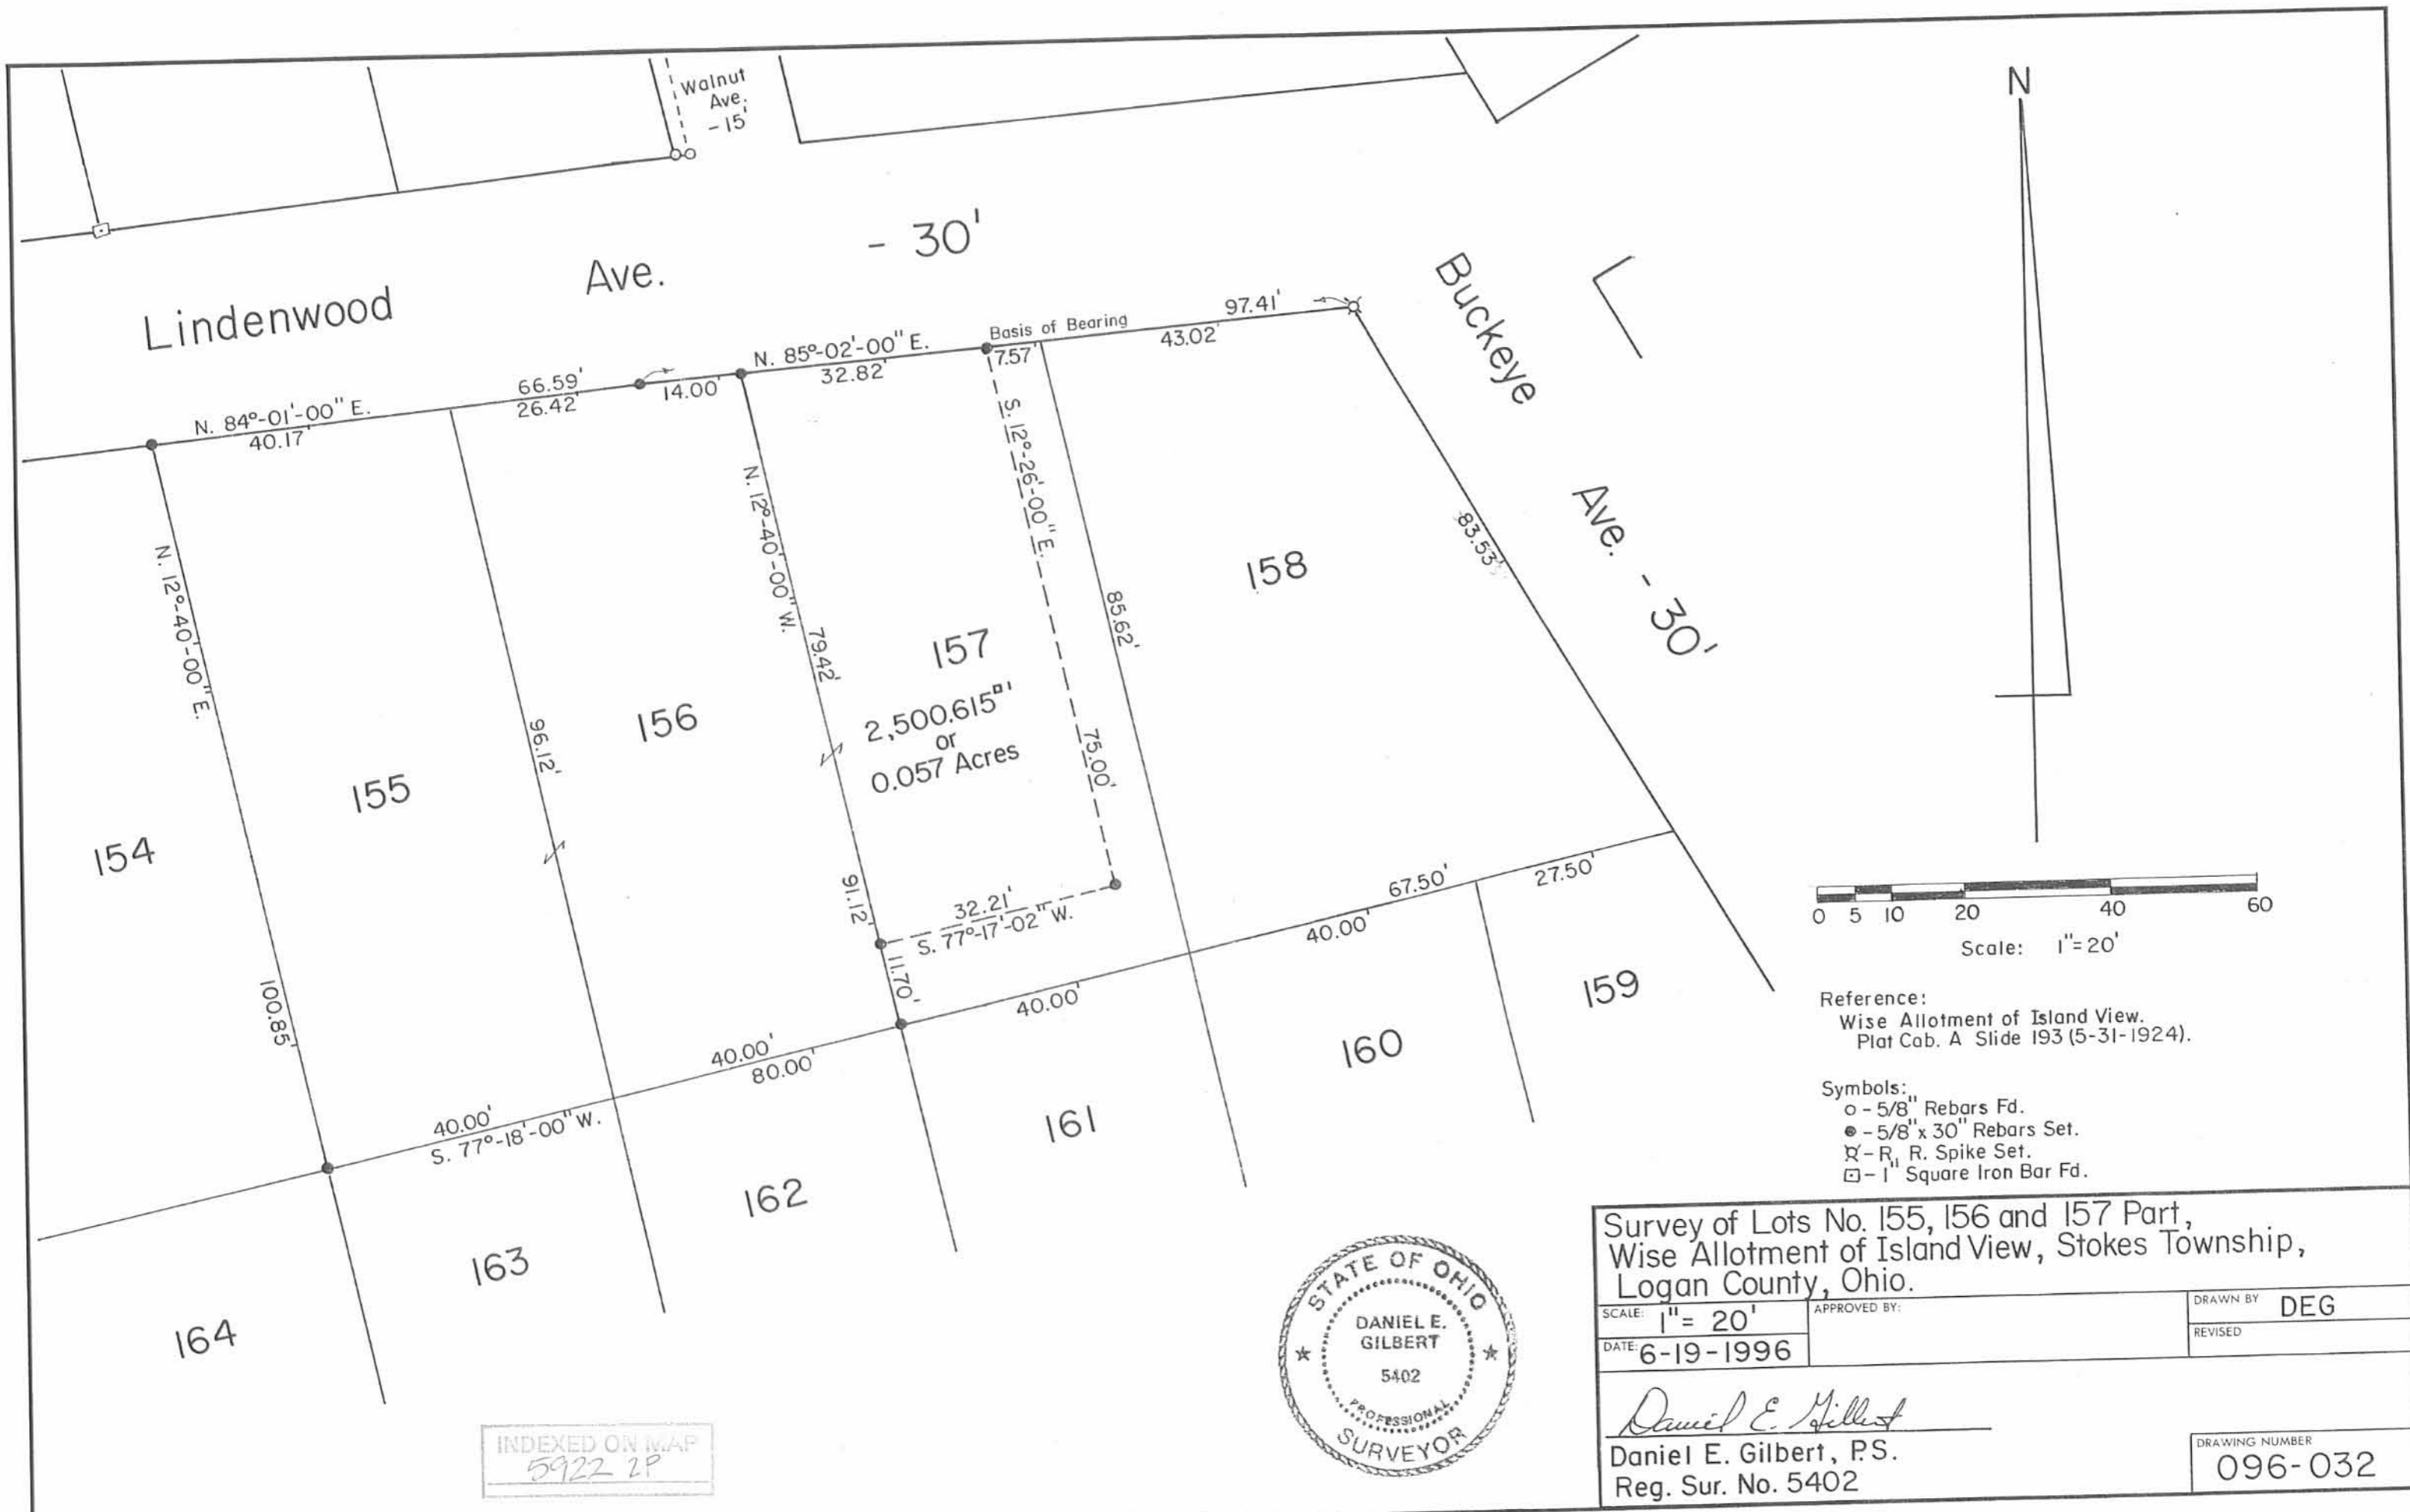 Walnut
Ave.
- 15'
N
Lindenwood Ave. - 30'
Buckeye Ave. - 30'
N. 84°-01'-00" E.
40.17'
66.59'
26.42'
14.00'
N. 85°-02'-00" E.
32.82'
Basis of Bearing
7.57'
97.41'
43.02'
N. 12°-40'-00" E.
100.85'
96.12'
N. 12°-40'-00" W.
79.42'
91.12'
11.70'
S. 12°-26'-00" E.
75.00'
85.62'
83.53'
154
155
156
157
2,500.615□'
or
0.057 Acres
158
32.21'
S. 77°-17'-02" W.
67.50'
27.50'
40.00'
40.00'
40.00'
80.00'
40.00'
S. 77°-18'-00" W.
159
160
161
162
163
164
0 5 10 20 40 60
Scale: 1"=20'
Reference:
Wise Allotment of Island View.
Plat Cab. A Slide 193 (5-31-1924).
Symbols:
○ - 5/8" Rebars Fd.
● - 5/8" x 30" Rebars Set.
- R. R. Spike Set.
⊡ - 1" Square Iron Bar Fd.
STATE OF OHIO
DANIEL E.
GILBERT
5402
PROFESSIONAL
SURVEYOR
INDEXED ON MAP
5922 2P
Survey of Lots No. 155, 156 and 157 Part,
Wise Allotment of Island View, Stokes Township,
Logan County, Ohio.
SCALE: 1" = 20'
APPROVED BY:
DRAWN BY DEG
DATE: 6-19-1996
REVISED
Daniel E. Gilbert
Daniel E. Gilbert, P.S.
Reg. Sur. No. 5402
DRAWING NUMBER
096-032